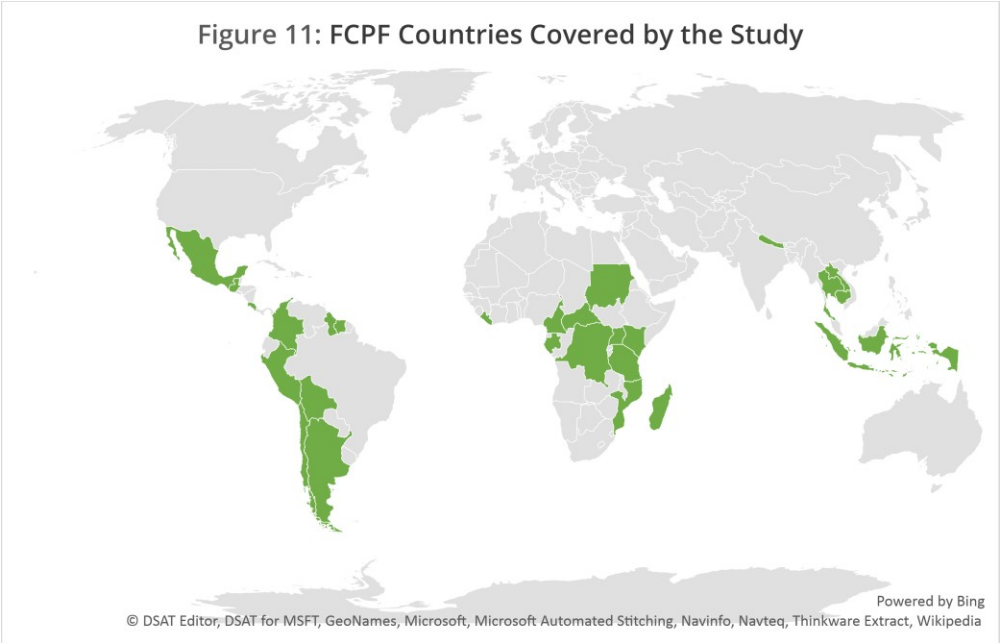 Figure 11: FCPF Countries Covered by the Study
Powered by Bing
© DSAT Editor, DSAT for MSFT, GeoNames, Microsoft, Microsoft Automated Stitching, Navinfo, Navteq, Thinkware Extract, Wikipedia